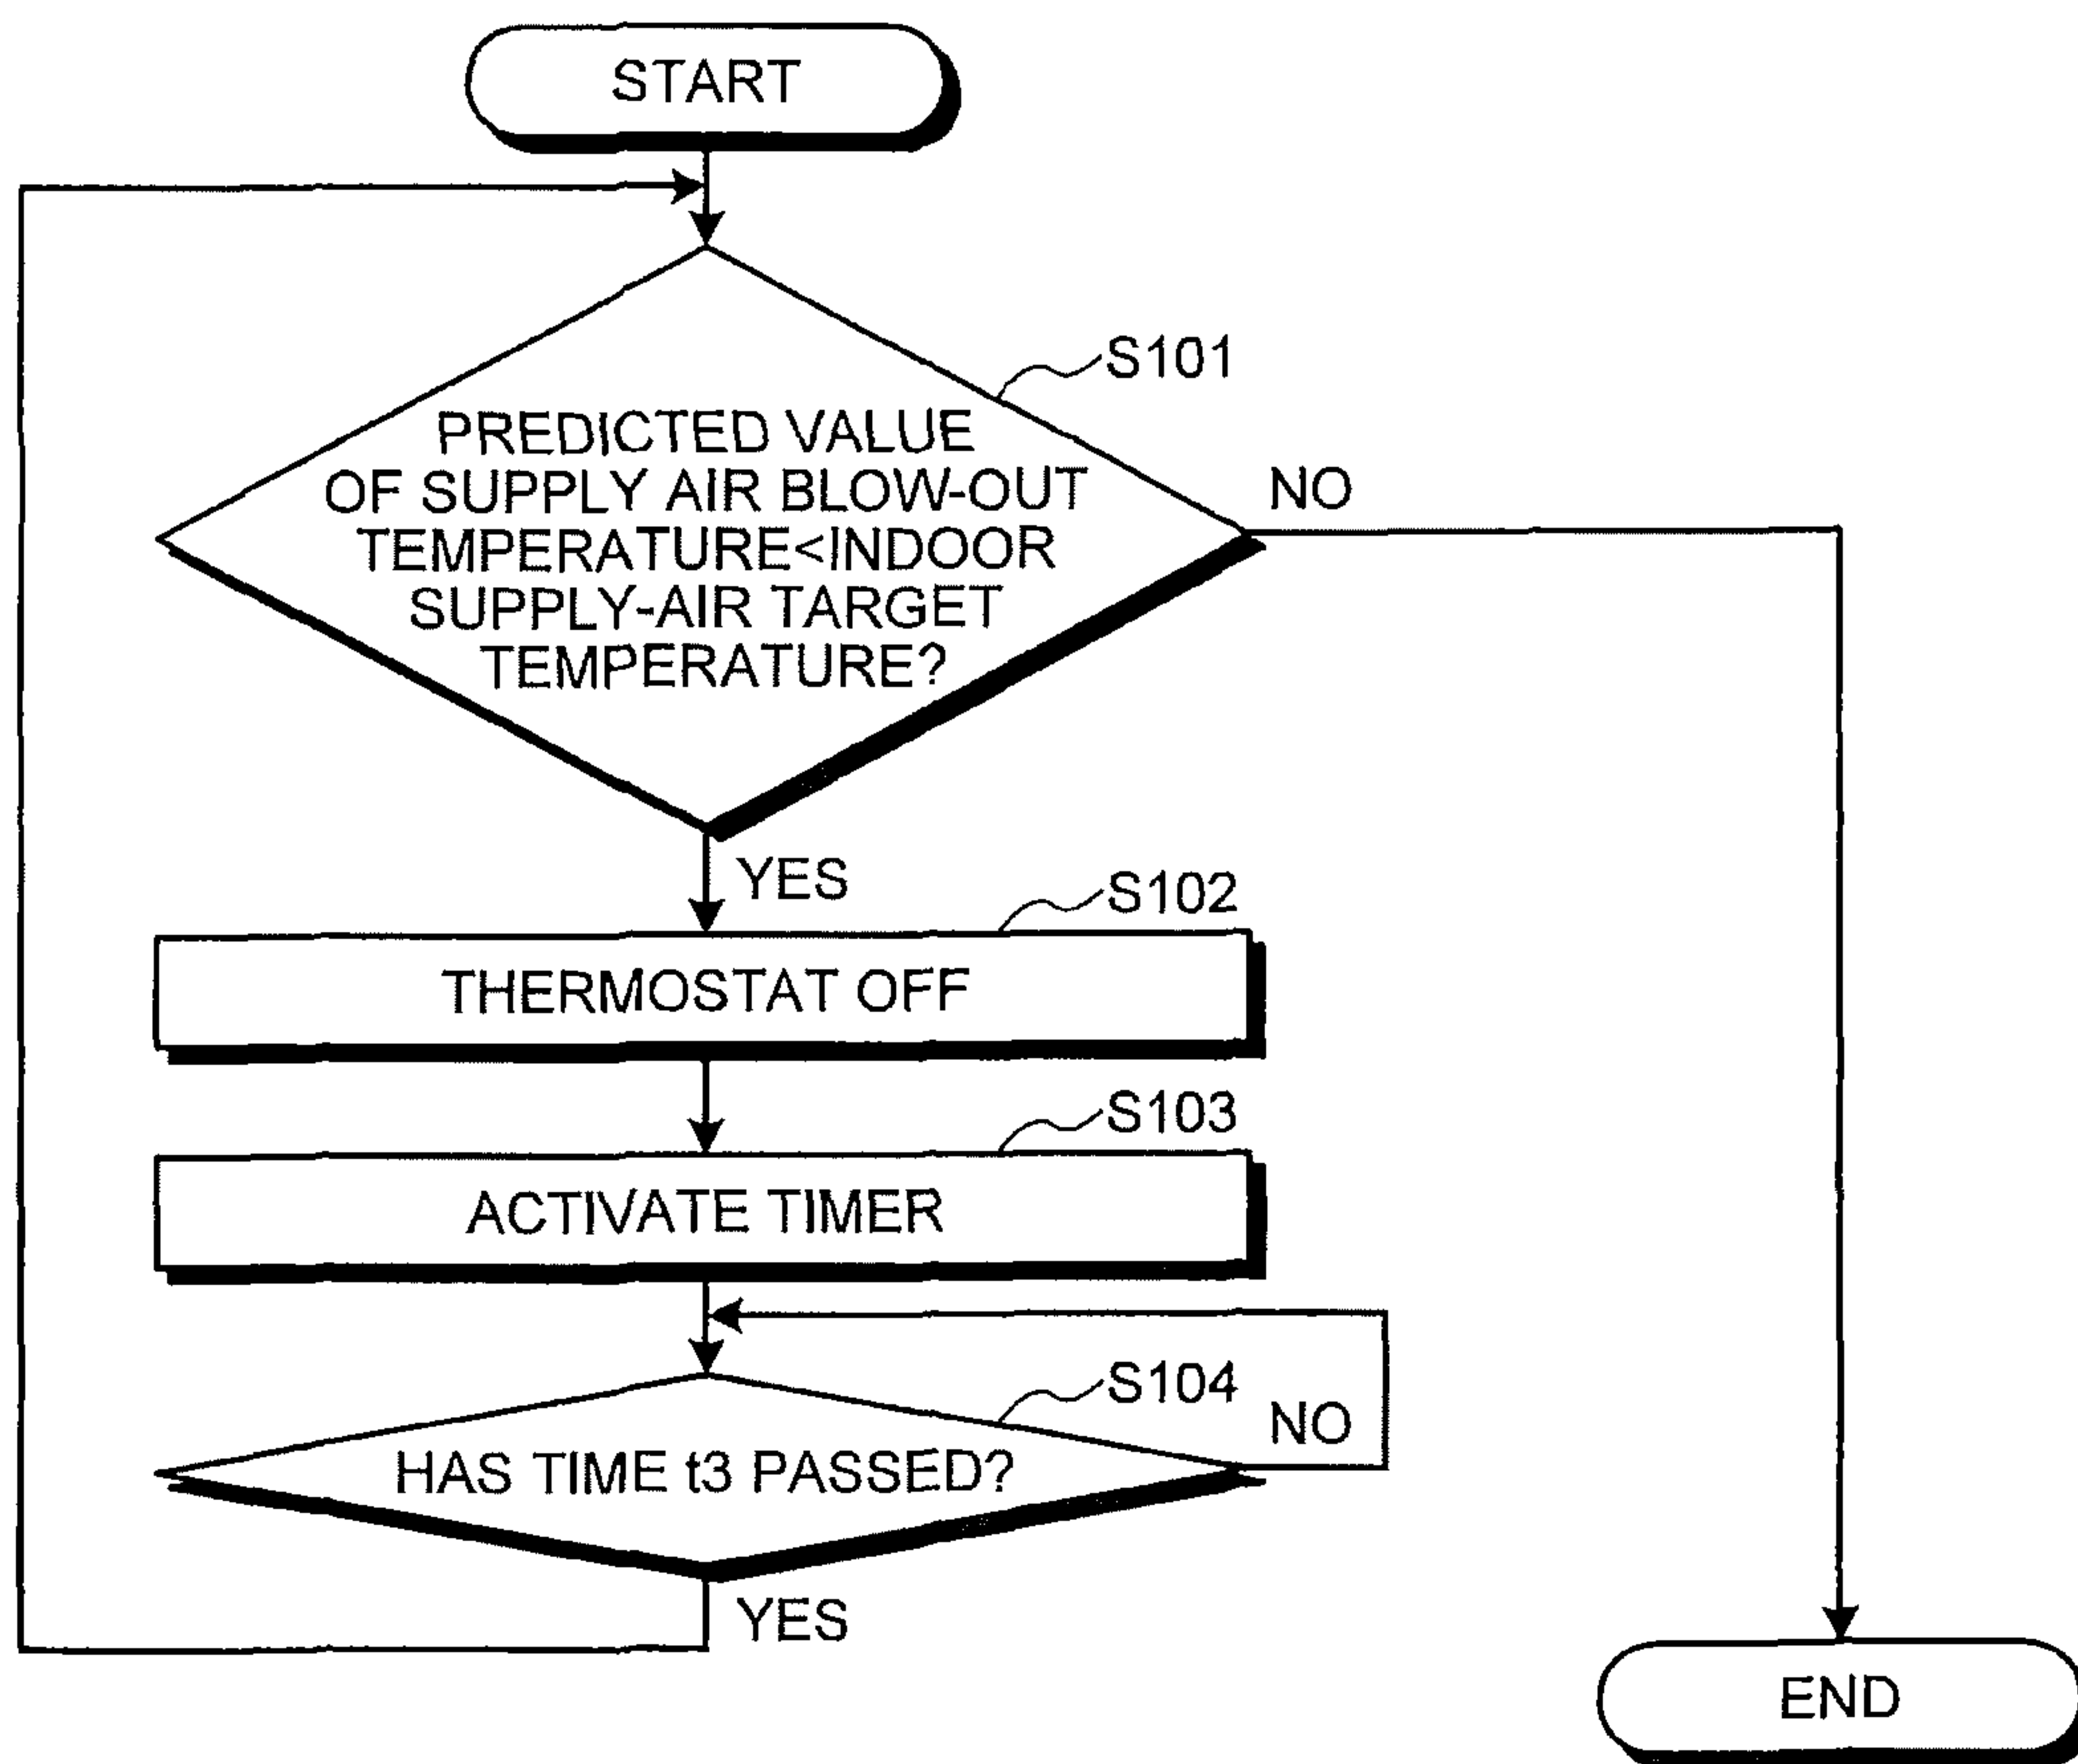 START
S101
PREDICTED VALUE
OF SUPPLY AIR BLOW-OUT
TEMPERATURE<INDOOR
SUPPLY-AIR TARGET
TEMPERATURE?
NO
YES
S102
THERMOSTAT OFF
S103
ACTIVATE TIMER
S104
NO
HAS TIME t3 PASSED?
YES
END